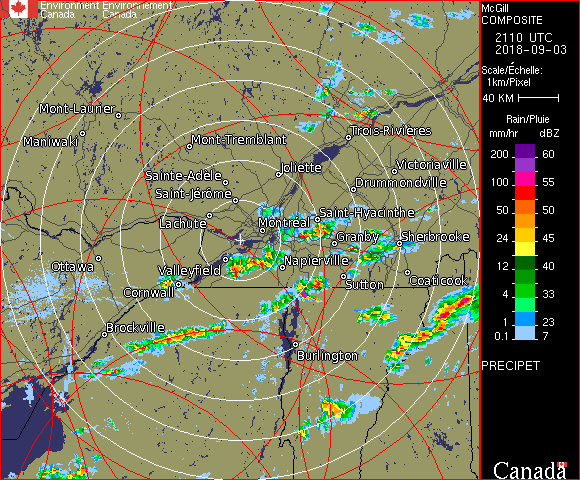 Environment Environnement
Canada Canada
McGill
COMPOSITE
2110 UTC
2018-09-03
Scale/Échelle:
1km/Pixel
40 KM
Rain/Pluie
mm/hr dBZ
200 60
150 57
100 55
50 50
24 45
12 40
4 33
1 23
0.1 7
PRECIPET
Mont-Laurier
Maniwaki
Mont-Tremblant
Trois-Rivières
Joliette
Victoriaville
Sainte-Adèle
Drummondville
Saint-Jérôme
Lachute
Saint-Hyacinthe
Montréal
Granby
Sherbrooke
Ottawa
Valleyfield
Napierville
Coaticook
Cornwall
Sutton
Brockville
Burlington
Canada